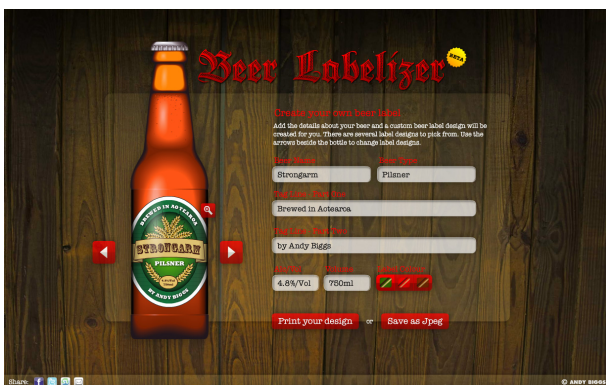 Beer Labelizer
BETA
Create your own beer label
Add the details about your beer and a custom beer label design will be
created for you. There are several label designs to pick from. Use the
arrows beside the bottle to change label designs.
Strongarm
Pilsner
Brewed in Aotearoa
by Andy Biggs
4.8%/Vol
750ml
Print your design or Save as Jpeg
BREWED IN AOTEAROA
STRONGARM
PILSNER
BY ANDY BIGGS
Share:
© ANDY BIGGS